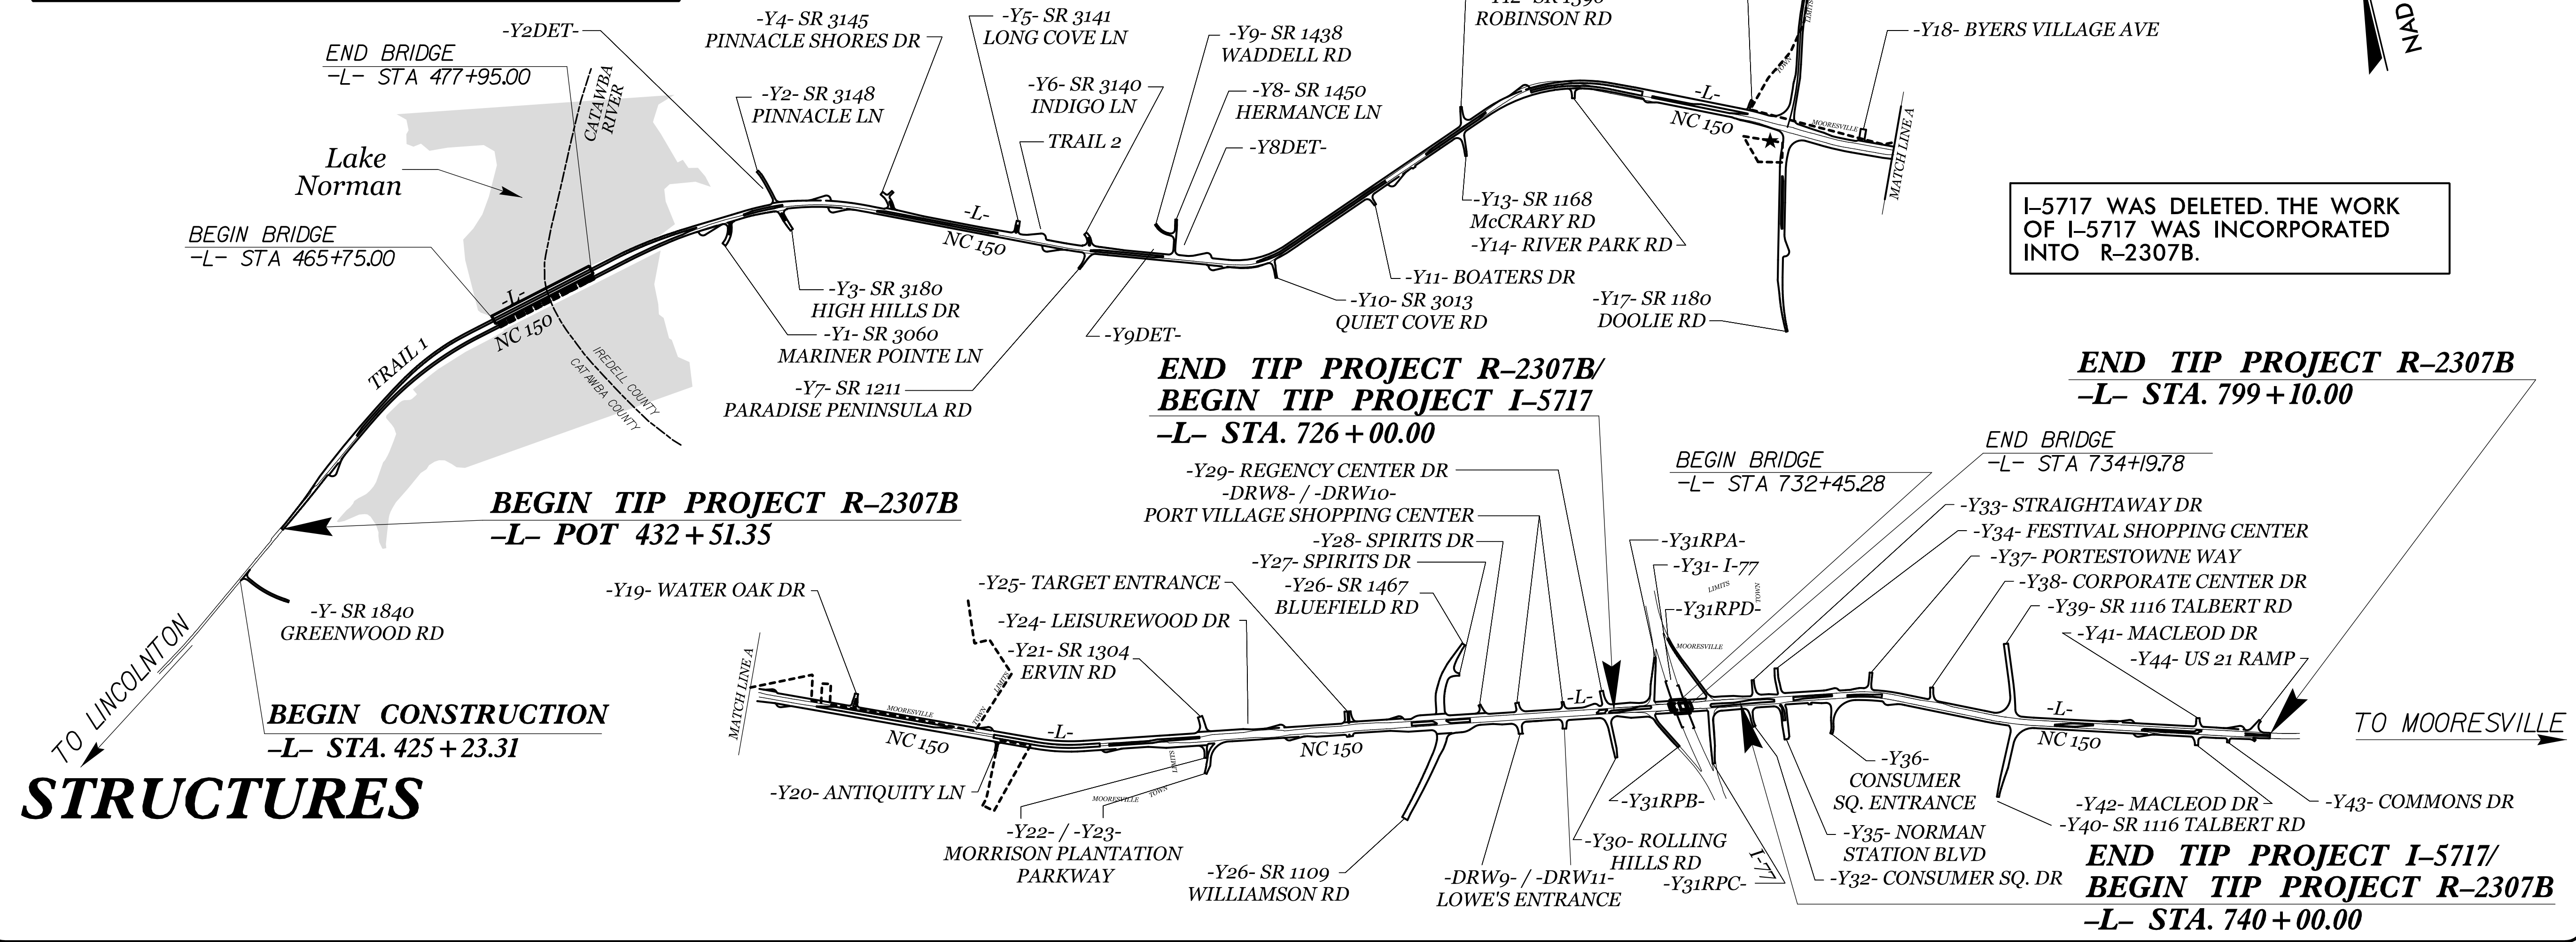 -Y2DET-
-Y4- SR 3145
PINNACLE SHORES DR
-Y5- SR 3141
LONG COVE LN
-Y9- SR 1438
WADDELL RD
ROBINSON RD
LIMITS
-Y18- BYERS VILLAGE AVE
NAD
END BRIDGE
-L- STA 477+95.00
CATAWBA
RIVER
-Y2- SR 3148
PINNACLE LN
-Y6- SR 3140
INDIGO LN
-Y8- SR 1450
HERMANCE LN
TOWN
-L-
NC 150
MOORESVILLE
MATCH LINE A
Lake
Norman
TRAIL 2
-Y8DET-
BEGIN BRIDGE
-L- STA 465+75.00
-L-
NC 150
-Y13- SR 1168
McCRARY RD
-Y14- RIVER PARK RD
I-5717 WAS DELETED. THE WORK
OF I-5717 WAS INCORPORATED
INTO R-2307B.
-L-
NC 150
TRAIL 1
-Y3- SR 3180
HIGH HILLS DR
-Y1- SR 3060
MARINER POINTE LN
-Y9DET-
-Y11- BOATERS DR
-Y10- SR 3013
QUIET COVE RD
-Y17- SR 1180
DOOLIE RD
IREDELL COUNTY
CATAWBA COUNTY
-Y7- SR 1211
PARADISE PENINSULA RD
END TIP PROJECT R-2307B/
BEGIN TIP PROJECT I-5717
-L- STA. 726+00.00
END TIP PROJECT R-2307B
-L- STA. 799+10.00
BEGIN TIP PROJECT R-2307B
-L- POT 432+51.35
-Y29- REGENCY CENTER DR
-DRW8- / -DRW10-
PORT VILLAGE SHOPPING CENTER
-Y28- SPIRITS DR
-Y27- SPIRITS DR
-Y26- SR 1467
BLUEFIELD RD
BEGIN BRIDGE
-L- STA 732+45.28
END BRIDGE
-L- STA 734+19.78
-Y33- STRAIGHTAWAY DR
-Y34- FESTIVAL SHOPPING CENTER
-Y37- PORTESTOWNE WAY
-Y38- CORPORATE CENTER DR
-Y39- SR 1116 TALBERT RD
-Y41- MACLEOD DR
-Y44- US 21 RAMP
-Y31RPA-
-Y31- I-77
LIMITS
TOWN
-Y31RPD-
MOORESVILLE
-Y- SR 1840
GREENWOOD RD
-Y19- WATER OAK DR
-Y25- TARGET ENTRANCE
-Y24- LEISUREWOOD DR
-Y21- SR 1304
ERVIN RD
TO LINCOLNTON
BEGIN CONSTRUCTION
-L- STA. 425+23.31
MATCH LINE A
MOORESVILLE
NC 150
TOWN
LIMITS
-L-
NC 150
-L-
-L-
NC 150
TO MOORESVILLE
STRUCTURES
-Y20- ANTIQUITY LN
LIMITS
MOORESVILLE
TOWN
-Y22- / -Y23-
MORRISON PLANTATION
PARKWAY
-Y26- SR 1109
WILLIAMSON RD
-DRW9- / -DRW11-
LOWE'S ENTRANCE
-Y31RPB-
-Y30- ROLLING
HILLS RD
I-77
-Y31RPC-
-Y36-
CONSUMER
SQ. ENTRANCE
-Y35- NORMAN
STATION BLVD
-Y32- CONSUMER SQ. DR
-Y42- MACLEOD DR
-Y40- SR 1116 TALBERT RD
-Y43- COMMONS DR
END TIP PROJECT I-5717/
BEGIN TIP PROJECT R-2307B
-L- STA. 740+00.00